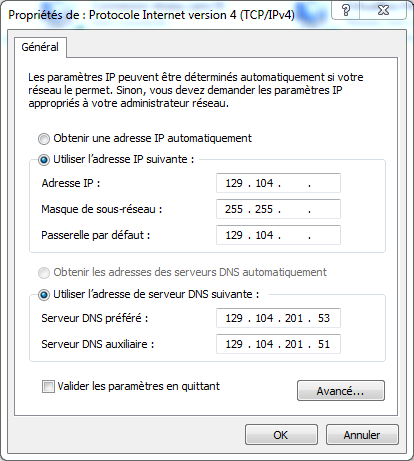 Propriétés de : Protocole Internet version 4 (TCP/IPv4)
Général
Les paramètres IP peuvent être déterminés automatiquement si votre
réseau le permet. Sinon, vous devez demander les paramètres IP
appropriés à votre administrateur réseau.
Obtenir une adresse IP automatiquement
Utiliser l'adresse IP suivante :
Adresse IP : 129 . 104 . .
Masque de sous-réseau : 255 . 255 . .
Passerelle par défaut : 129 . 104 . .
Obtenir les adresses des serveurs DNS automatiquement
Utiliser l'adresse de serveur DNS suivante :
Serveur DNS préféré : 129 . 104 . 201 . 53
Serveur DNS auxiliaire : 129 . 104 . 201 . 51
Valider les paramètres en quittant
Avancé...
OK Annuler